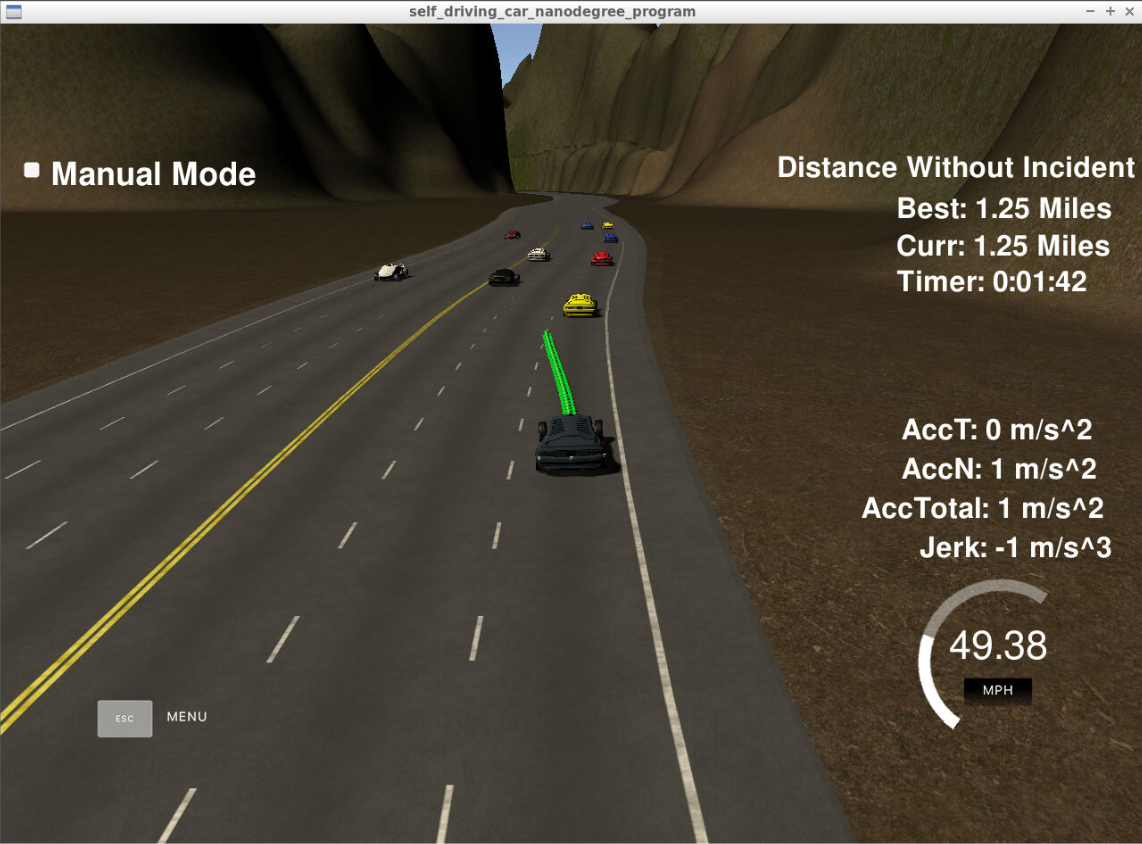 self_driving_car_nanodegree_program
Manual Mode
Distance Without Incident
Best: 1.25 Miles
Curr: 1.25 Miles
Timer: 0:01:42
AccT: 0 m/s^2
AccN: 1 m/s^2
AccTotal: 1 m/s^2
Jerk: -1 m/s^3
49.38
MPH
ESC MENU